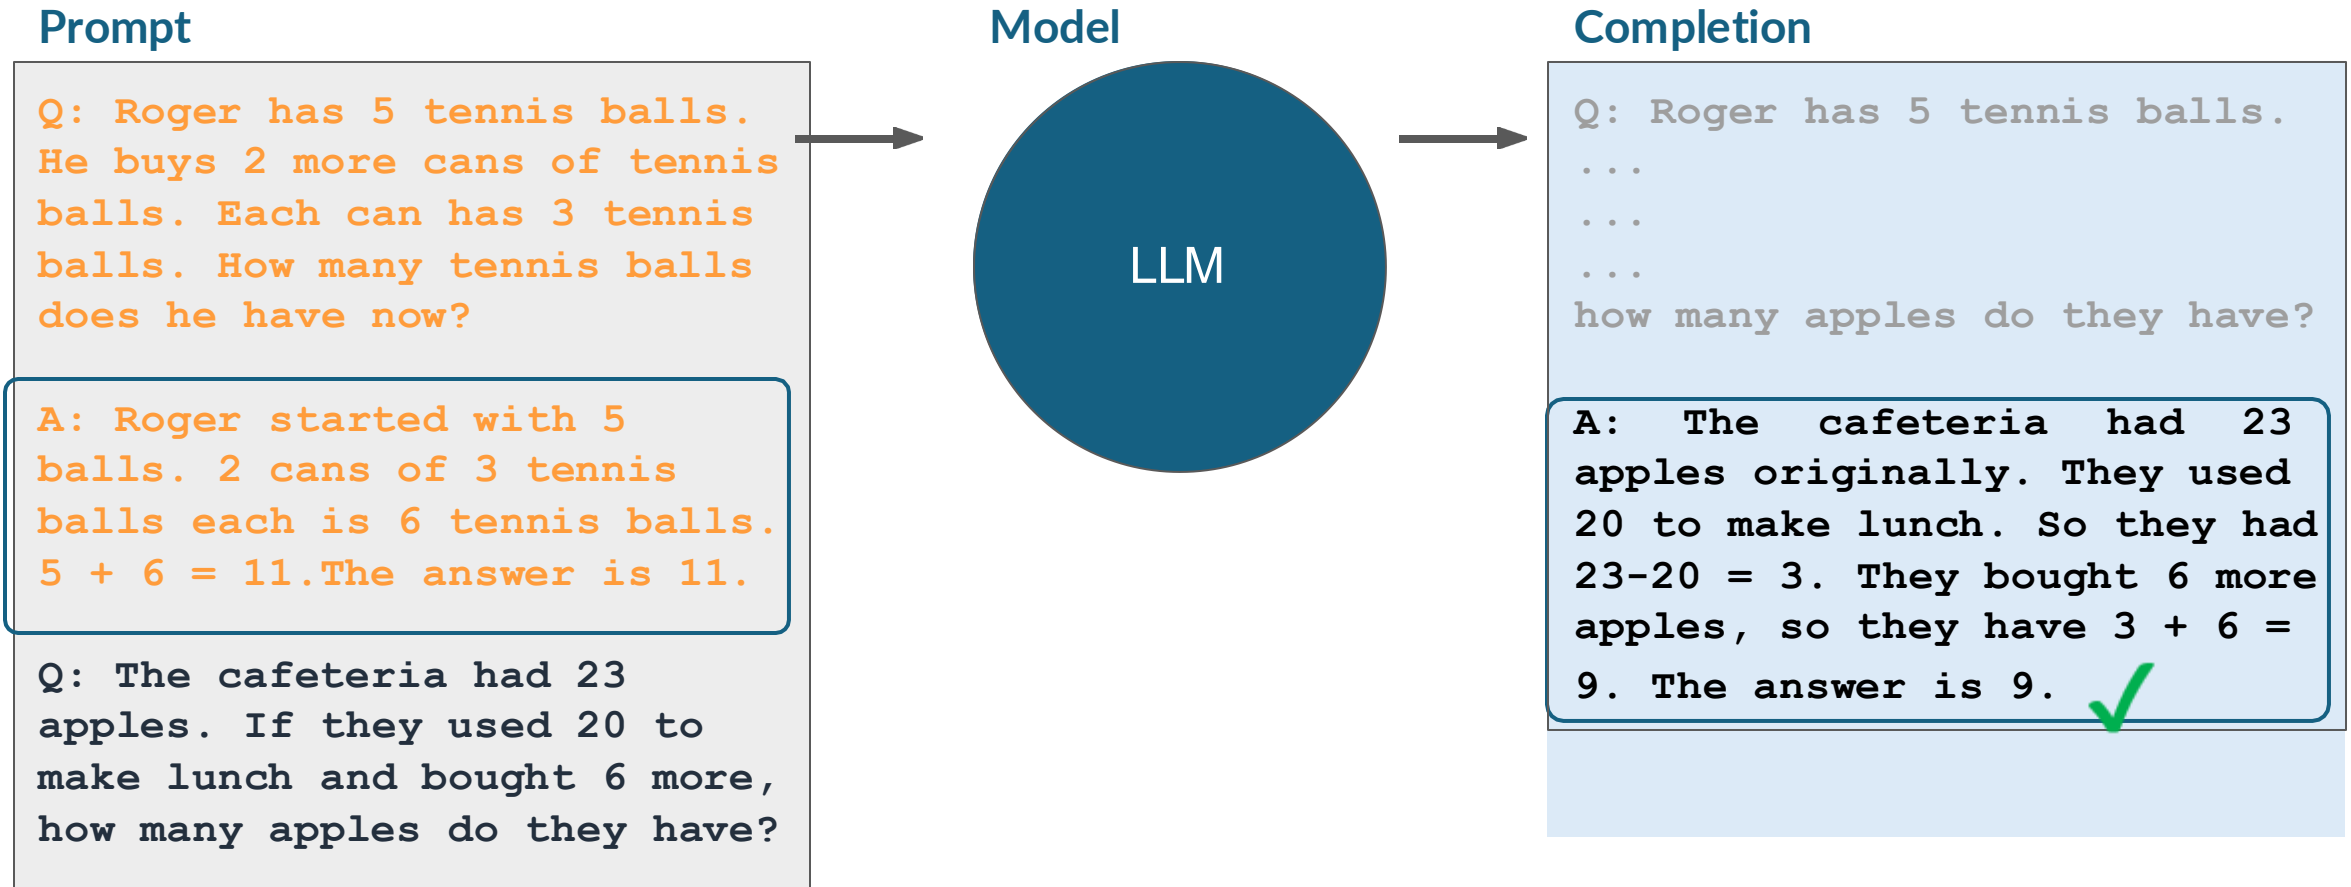 Prompt
Q: Roger has 5 tennis balls.
He buys 2 more cans of tennis
balls. Each can has 3 tennis
balls. How many tennis balls
does he have now?
A: Roger started with 5
balls. 2 cans of 3 tennis
balls each is 6 tennis balls.
5 + 6 = 11.The answer is 11.
Q: The cafeteria had 23
apples. If they used 20 to
make lunch and bought 6 more,
how many apples do they have?
Model
LLM
Completion
Q: Roger has 5 tennis balls.
...
...
...
how many apples do they have?
A: The cafeteria had 23
apples originally. They used
20 to make lunch. So they had
23-20 = 3. They bought 6 more
apples, so they have 3 + 6 =
9. The answer is 9.